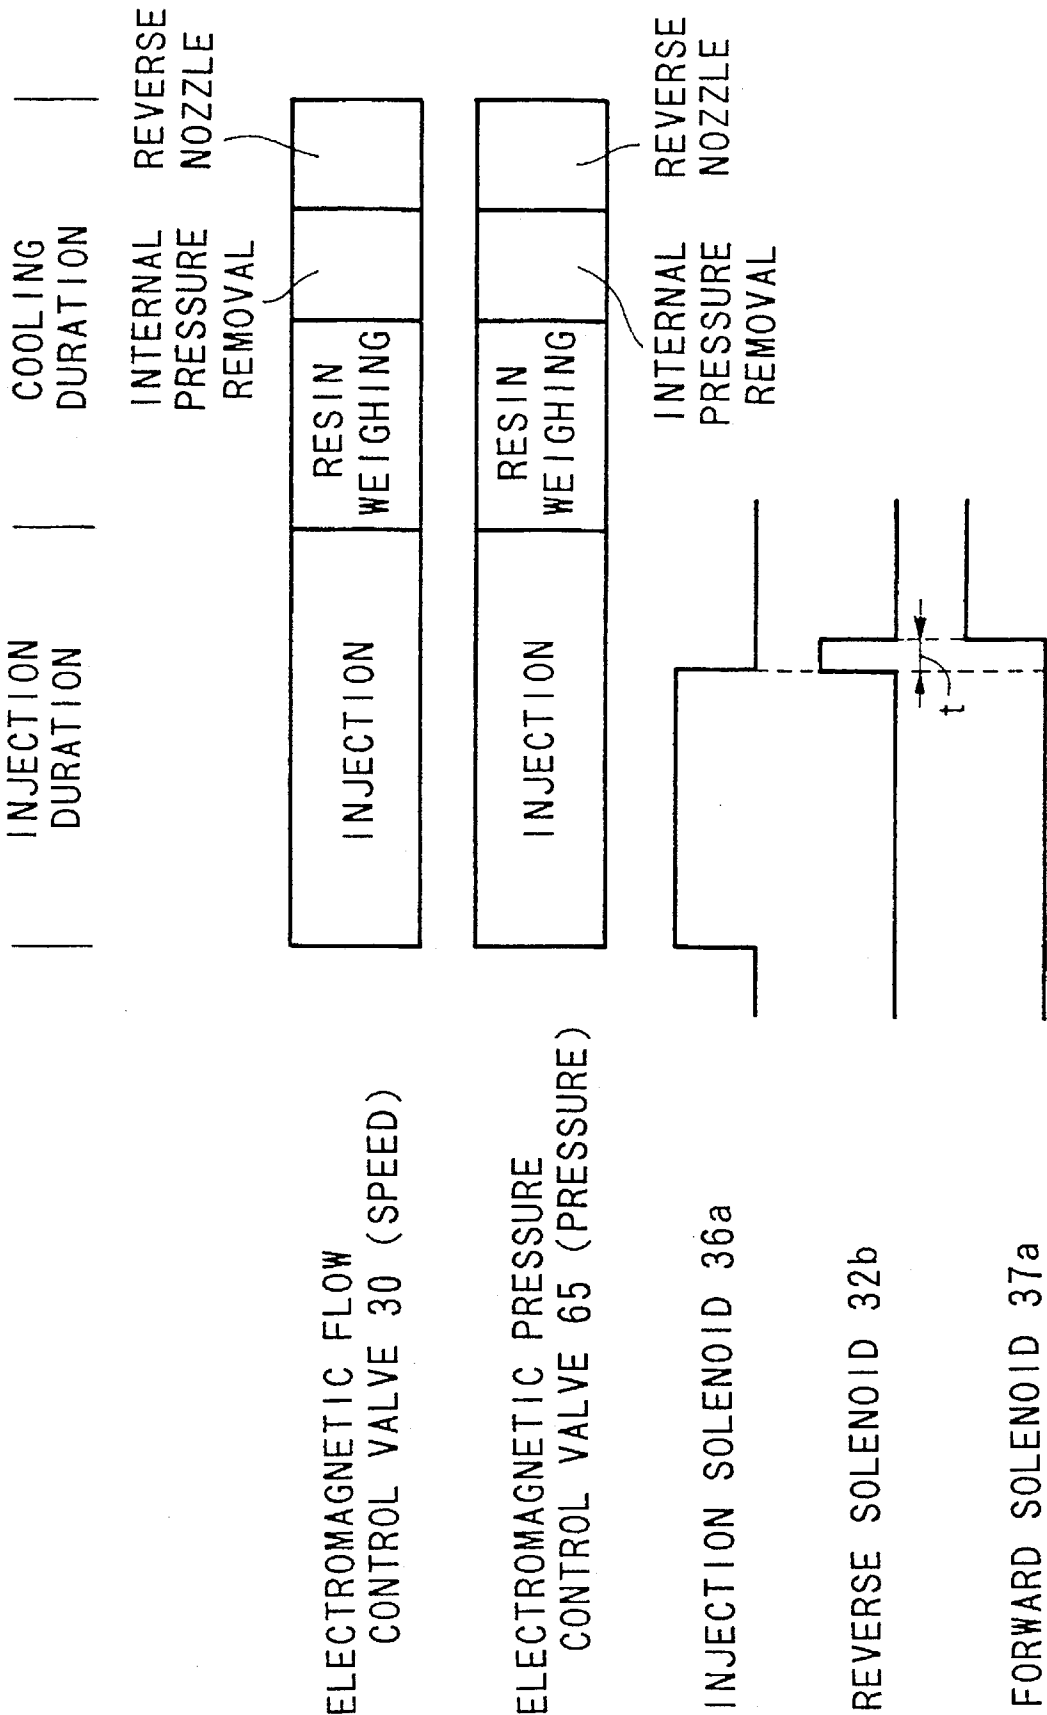 INJECTION
DURATION
COOLING
DURATION
INTERNAL
PRESSURE
REMOVAL
REVERSE
NOZZLE
ELECTROMAGNETIC FLOW
CONTROL VALVE 30 (SPEED)
INJECTION
RESIN
WEIGHING
ELECTROMAGNETIC PRESSURE
CONTROL VALVE 65 (PRESSURE)
INJECTION
RESIN
WEIGHING
INTERNAL
PRESSURE
REMOVAL
REVERSE
NOZZLE
INJECTION SOLENOID 36a
REVERSE SOLENOID 32b
t
FORWARD SOLENOID 37a